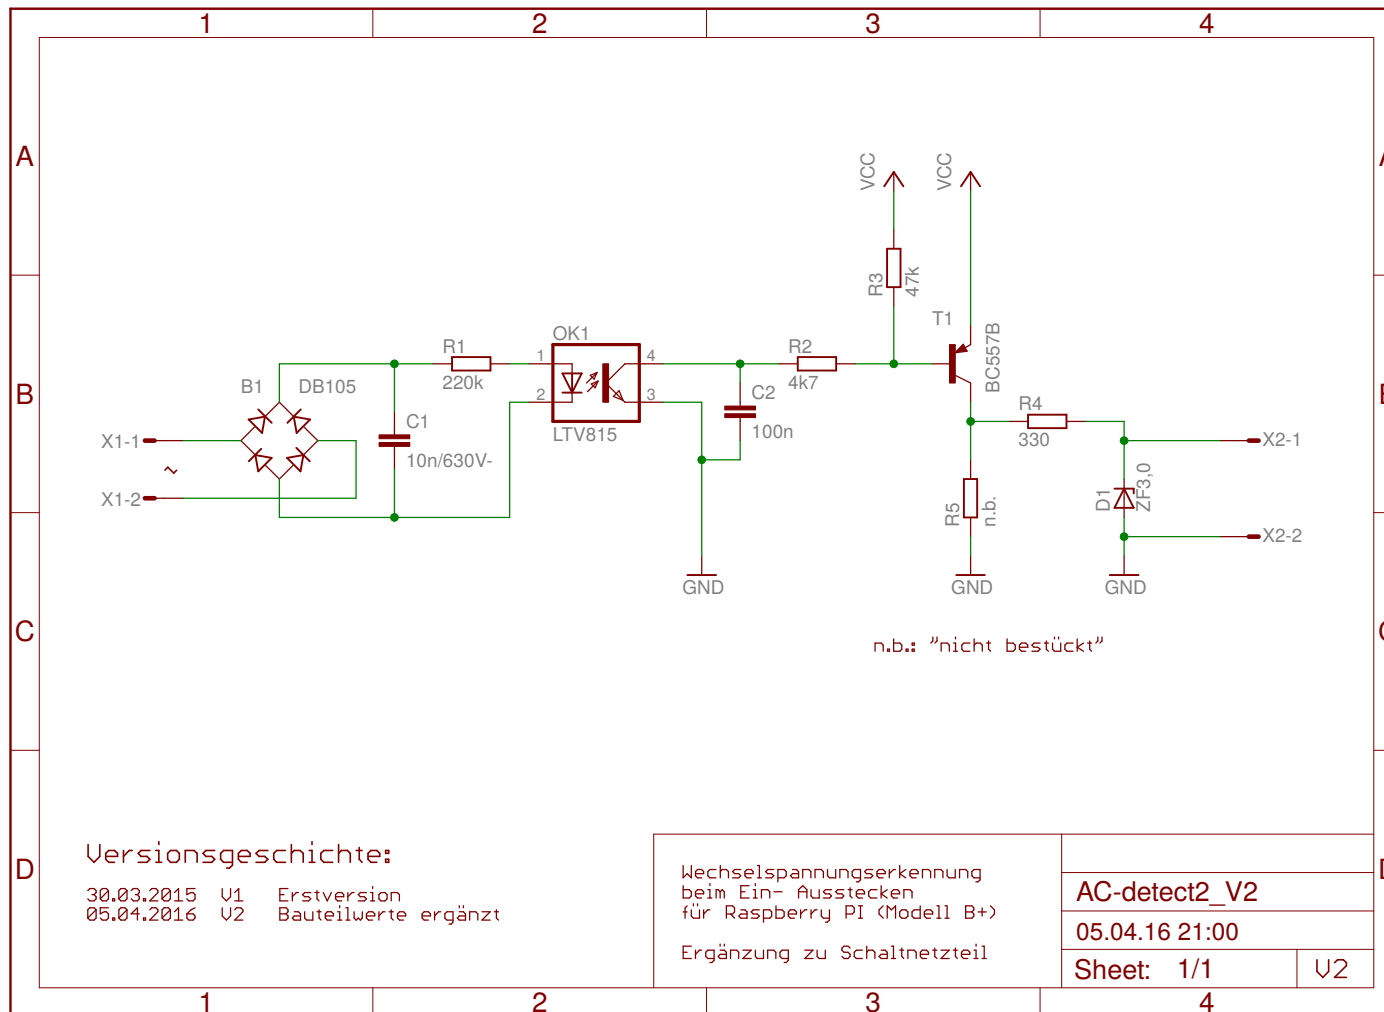 1 2 3 4
A A
VCC VCC
R3 47k
T1
BC557B
OK1
R1 1 4 R2
220k 4k7
B1 DB105 2 3 C2
B
R4
X1-1 C1 100n 330 X2-1
LTV815
10n/630V-
~
X1-2
R5 n.b. D1 ZF3,0
X2-2
GND GND GND
C
n.b.: "nicht bestückt"
Versionsgeschichte:
30.03.2015 V1 Erstversion
05.04.2016 V2 Bauteilwerte ergänzt
D
Wechselspannungserkennung
beim Ein- Ausstecken
für Raspberry PI (Modell B+)
Ergänzung zu Schaltnetzteil
AC-detect2_V2
05.04.16 21:00
Sheet: 1/1 V2
1 2 3 4